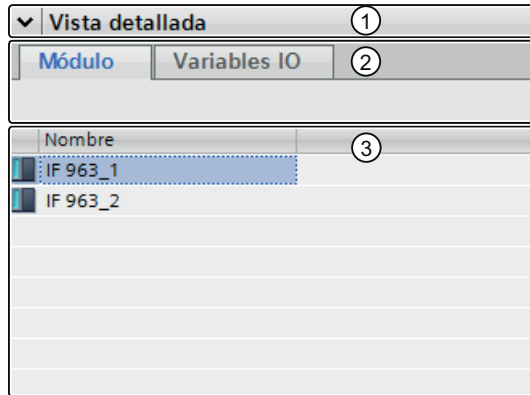 Vista detallada ①
Módulo Variables IO ②
Nombre ③
IF 963_1
IF 963_2